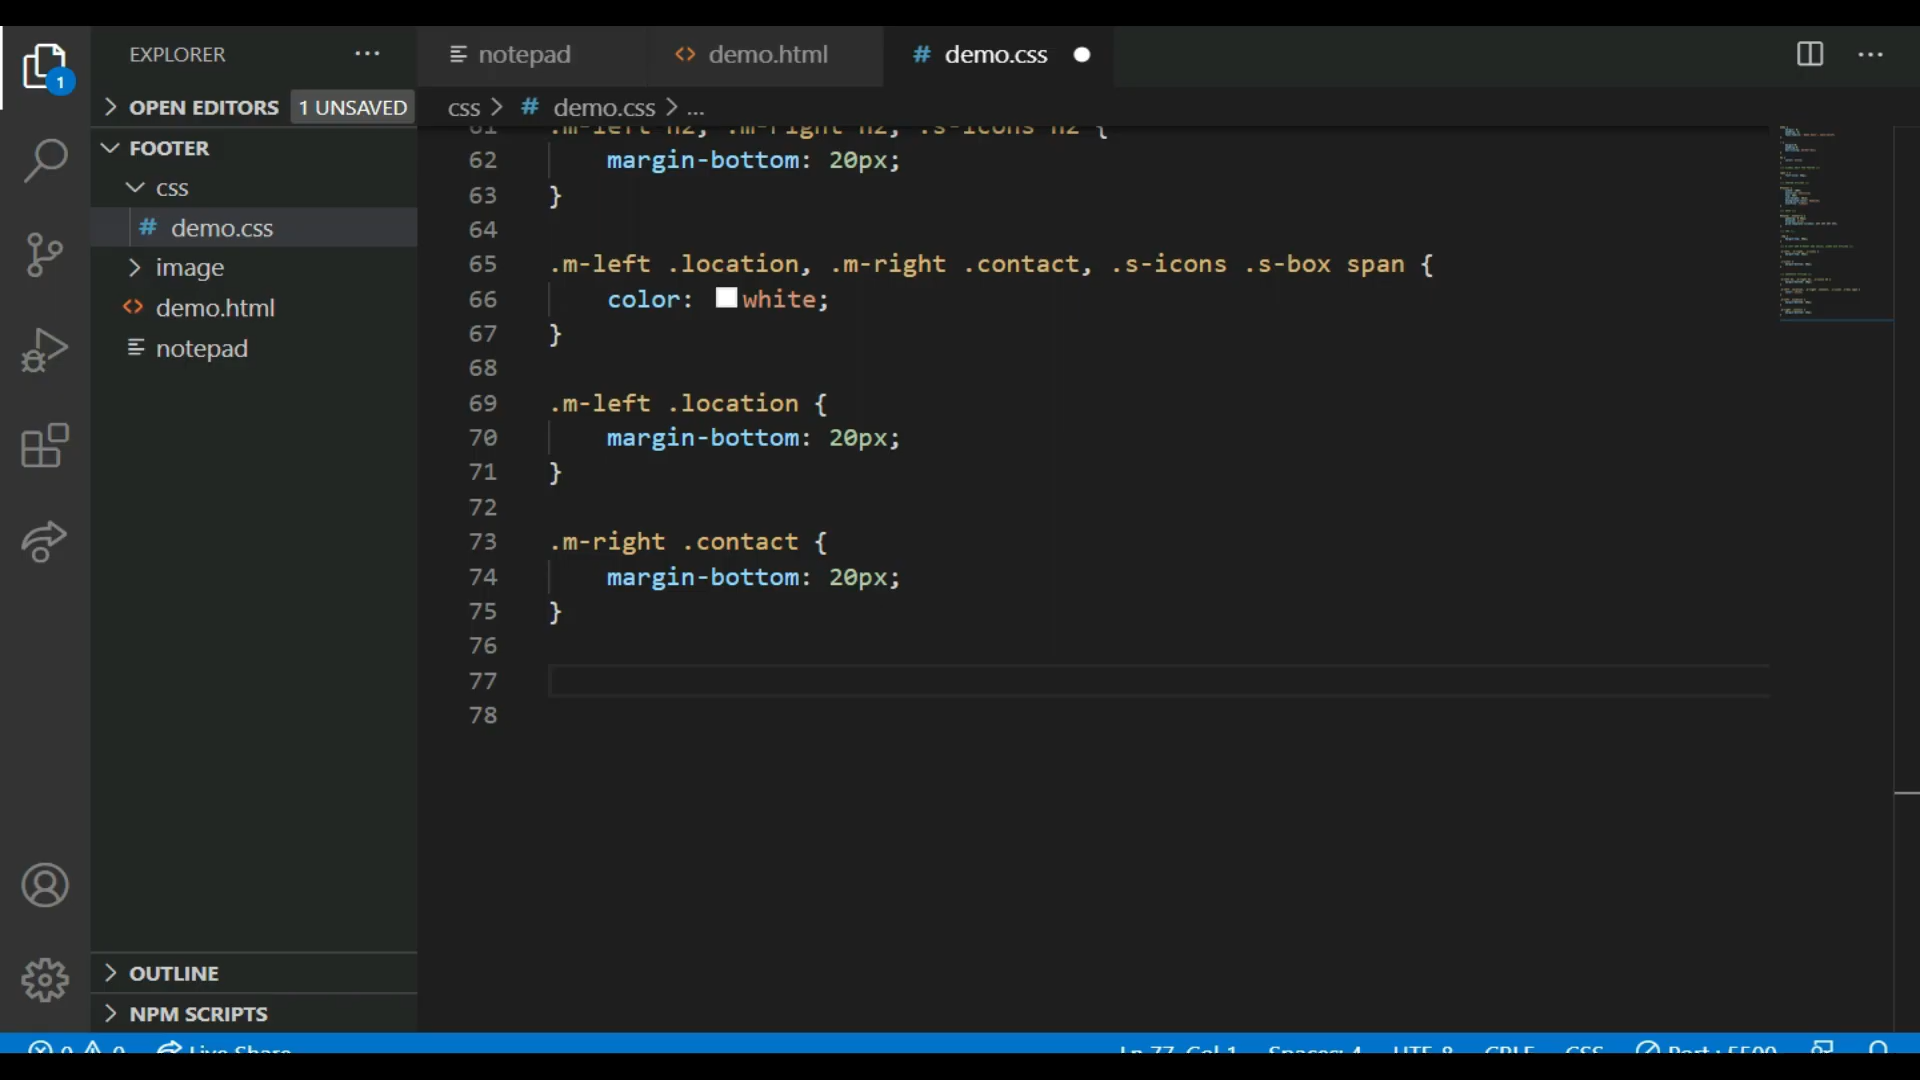 EXPLORER
notepad
demo.html
# demo.css
OPEN EDITORS
1 UNSAVED
css > # demo.css > ...
FOOTER
css
# demo.css
image
demo.html
notepad
OUTLINE
NPM SCRIPTS
1
61 .m-left h2, .m-right h2, .s-icons h2 {
62 margin-bottom: 20px;
63 }
64
65 .m-left .location, .m-right .contact, .s-icons .s-box span {
66 color: white;
67 }
68
69 .m-left .location {
70 margin-bottom: 20px;
71 }
72
73 .m-right .contact {
74 margin-bottom: 20px;
75 }
76
77
78
0 0 Live Share
Ln 77, Col 1 Spaces: 4 UTF-8 CRLF CSS Port : 5500